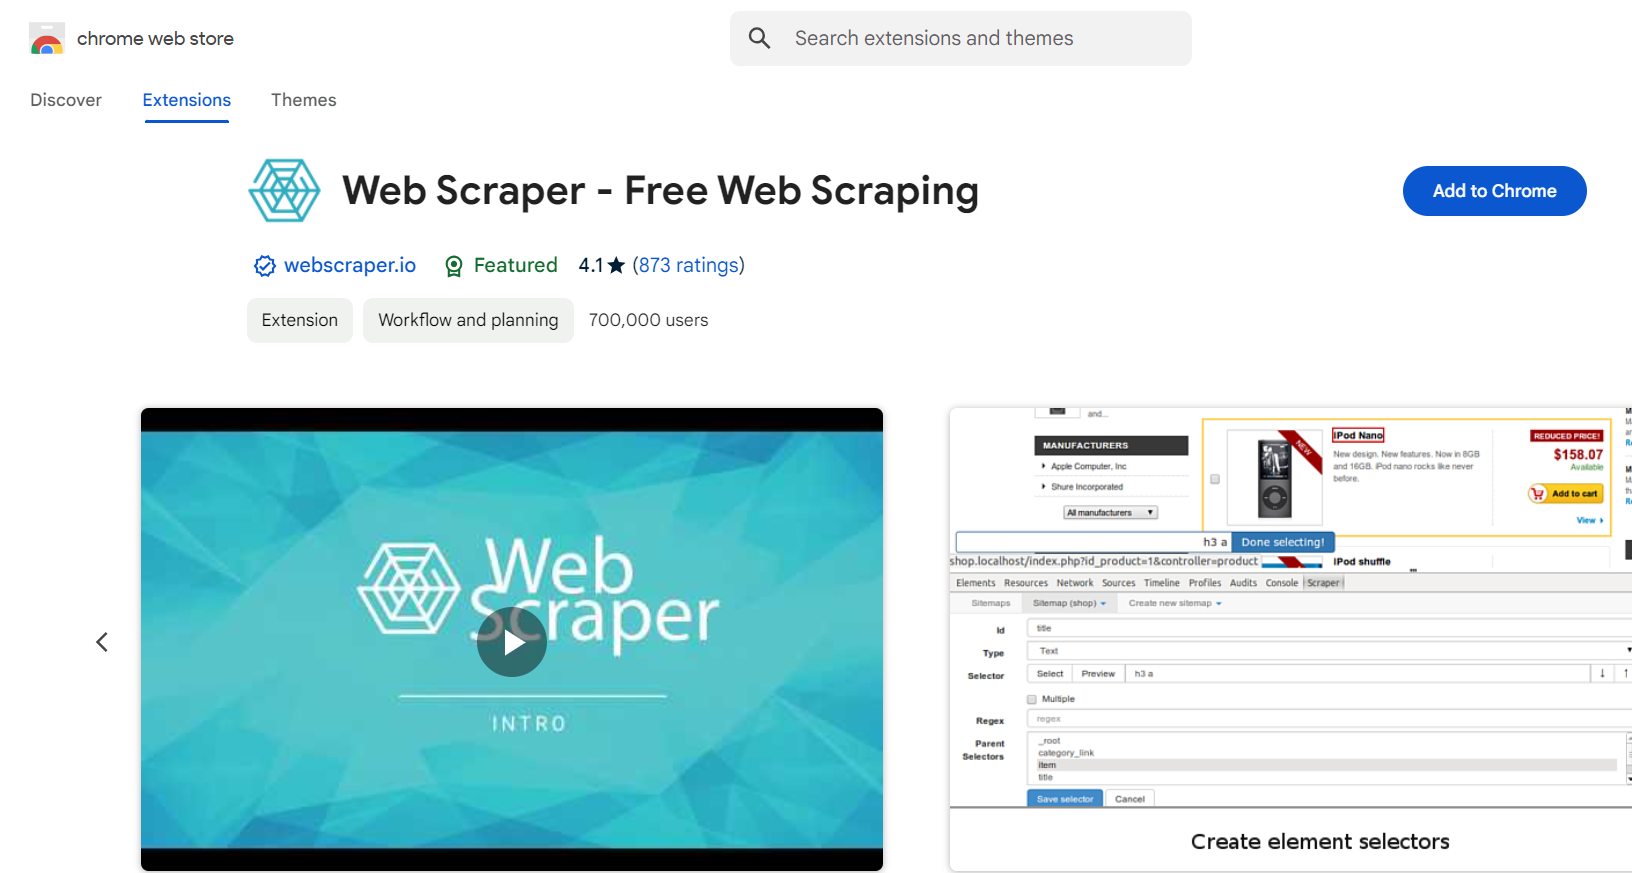 chrome web store
Search extensions and themes
Discover
Extensions
Themes
Web Scraper - Free Web Scraping
Add to Chrome
webscraper.io
Featured
4.1★ (873 ratings)
Extension
Workflow and planning
700,000 users
Web
Scraper
INTRO
and...
MANUFACTURERS
Apple Computer, Inc
Shure Incorporated
All manufacturers
NEW
iPod Nano
New design. New features. Now in 8GB
and 16GB. iPod nano rocks like never
before.
REDUCED PRICE!
$158.07
Available
Add to cart
View
h3 a
Done selecting!
shop.localhost/index.php?id_product=1&controller=product
iPod shuffle
Elements Resources Network Sources Timeline Profiles Audits Console Scraper
Sitemaps
Sitemap (shop)
Create new sitemap
Id
title
Type
Text
Selector
Select
Preview
h3 a
Multiple
Regex
regex
Parent
Selectors
_root
category_link
item
title
Save selector
Cancel
Create element selectors